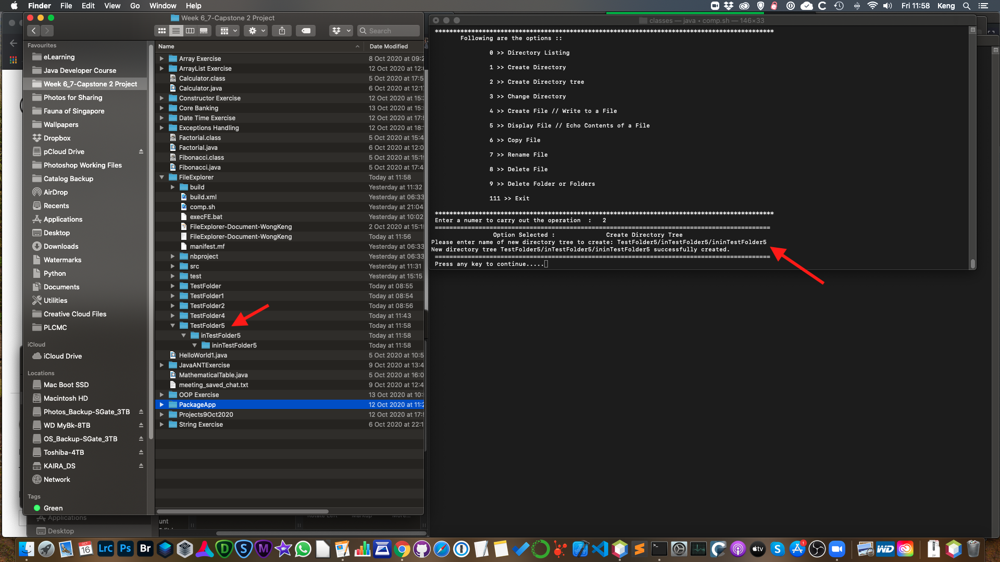 Finder File Edit View Go Window Help
Fri 11:58 Keng
Week 6_7-Capstone 2 Project
Search
Favourites
eLearning
Java Developer Course
Week 6_7-Capstone 2 Project
Photos for Sharing
Fauna of Singapore
Wallpapers
Dropbox
pCloud Drive
Photoshop Working Files
Catalog Backup
AirDrop
Recents
Applications
Desktop
Downloads
Watermarks
Python
Documents
Utilities
Creative Cloud Files
PLCMC
iCloud
iCloud Drive
Locations
Mac Boot SSD
Macintosh HD
Photos_Backup-SGate_3TB
WD MyBk-8TB
OS_Backup-SGate_3TB
Toshiba-4TB
KAIRA_DS
Network
Tags
Green
Applications
Desktop
Name Date Modified
Array Exercise 8 Oct 2020 at 09:2
ArrayList Exercise 12 Oct 2020 at 12:
Calculator.class 5 Oct 2020 at 17:5
Calculator.java 6 Oct 2020 at 12:1
Constructor Exercise 12 Oct 2020 at 15:
Core Banking 13 Oct 2020 at 15:
Date Time Exercise 12 Oct 2020 at 17:
Exceptions Handling 12 Oct 2020 at 18:
Factorial.class 5 Oct 2020 at 15:4
Factorial.java 6 Oct 2020 at 12:0
Fibonacci.class 5 Oct 2020 at 15:1
Fibonacci.java 5 Oct 2020 at 17:4
FileExplorer Today at 11:58
build Yesterday at 11:32
build.xml Yesterday at 06:33
comp.sh Yesterday at 21:04
execFE.bat Yesterday at 10:02
FileExplorer-Document-WongKeng 2 Oct 2020 at 15:1
FileExplorer-Document-WongKeng Today at 11:56
manifest.mf Yesterday at 06:33
nbproject Yesterday at 06:33
src Yesterday at 11:31
test Yesterday at 15:15
TestFolder Today at 08:55
TestFolder1 Today at 08:54
TestFolder2 Today at 08:56
TestFolder4 Today at 11:43
TestFolder5 Today at 11:58
inTestFolder5 Today at 11:58
ininTestFolder5 Today at 11:58
HelloWorld1.java 5 Oct 2020 at 10:5
JavaANTExercise 9 Oct 2020 at 13:4
MathematicalTable.java 5 Oct 2020 at 16:0
meeting_saved_chat.txt 9 Oct 2020 at 12:4
OOP Exercise 13 Oct 2020 at 10:
PackageApp 12 Oct 2020 at 11:2
Projects9Oct2020 12 Oct 2020 at 17:
String Exercise 6 Oct 2020 at 22:1
classes — java ◂ comp.sh — 146×33
*********************************************************************************************
Following are the options ::
0 >> Directory Listing
1 >> Create Directory
2 >> Create Directory tree
3 >> Change Directory
4 >> Create File // Write to a File
5 >> Display File // Echo Contents of a File
6 >> Copy File
7 >> Rename File
8 >> Delete File
9 >> Delete Folder or Folders
111 >> Exit
*********************************************************************************************
Enter a numer to carry out the operation : 2
============================================================================================
Option Selected : Create Directory Tree
Please enter name of new directory tree to create: TestFolder5/inTestFolder5/ininTestFolder5
New directory tree TestFolder5/inTestFolder5/ininTestFolder5 successfully created.
============================================================================================
Press any key to continue.....
OCT
16
LrC
Ps
Br
tv
WD
1